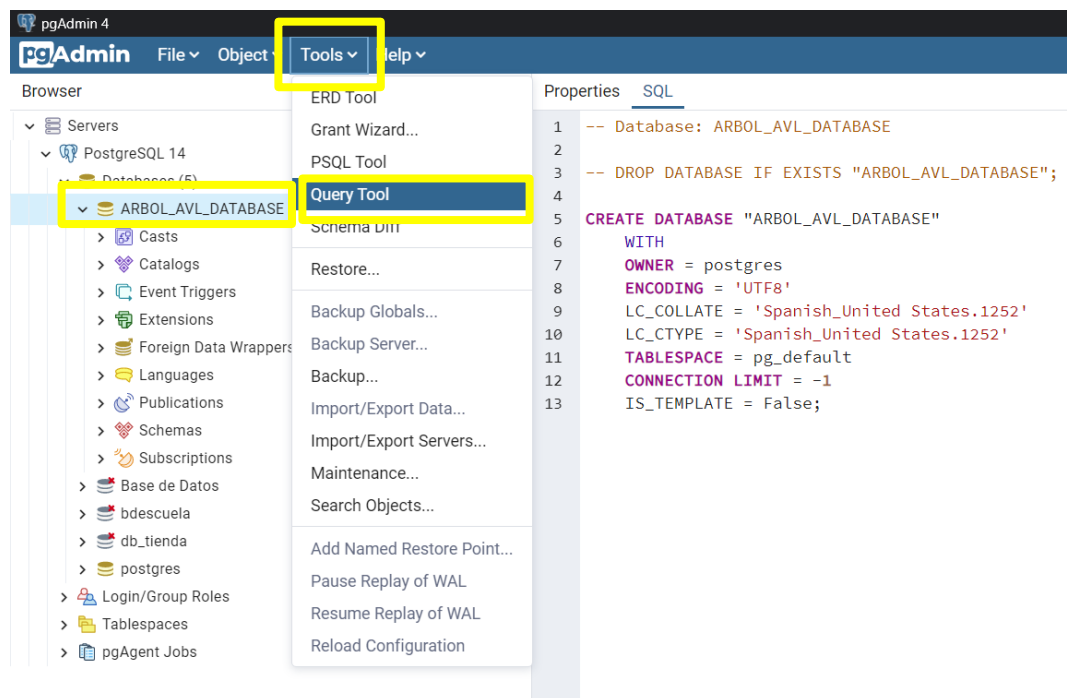 pgAdmin 4
pgAdmin File Object Tools Help
Browser
Servers
PostgreSQL 14
Databases (5)
ARBOL_AVL_DATABASE
Casts
Catalogs
Event Triggers
Extensions
Foreign Data Wrappers
Languages
Publications
Schemas
Subscriptions
Base de Datos
bdescuela
db_tienda
postgres
Login/Group Roles
Tablespaces
pgAgent Jobs
ERD Tool
Grant Wizard...
PSQL Tool
Query Tool
Schema Diff
Restore...
Backup Globals...
Backup Server...
Backup...
Import/Export Data...
Import/Export Servers...
Maintenance...
Search Objects...
Add Named Restore Point...
Pause Replay of WAL
Resume Replay of WAL
Reload Configuration
Properties SQL
1 -- Database: ARBOL_AVL_DATABASE
2
3 -- DROP DATABASE IF EXISTS "ARBOL_AVL_DATABASE";
4
5 CREATE DATABASE "ARBOL_AVL_DATABASE"
6 WITH
7 OWNER = postgres
8 ENCODING = 'UTF8'
9 LC_COLLATE = 'Spanish_United States.1252'
10 LC_CTYPE = 'Spanish_United States.1252'
11 TABLESPACE = pg_default
12 CONNECTION LIMIT = -1
13 IS_TEMPLATE = False;